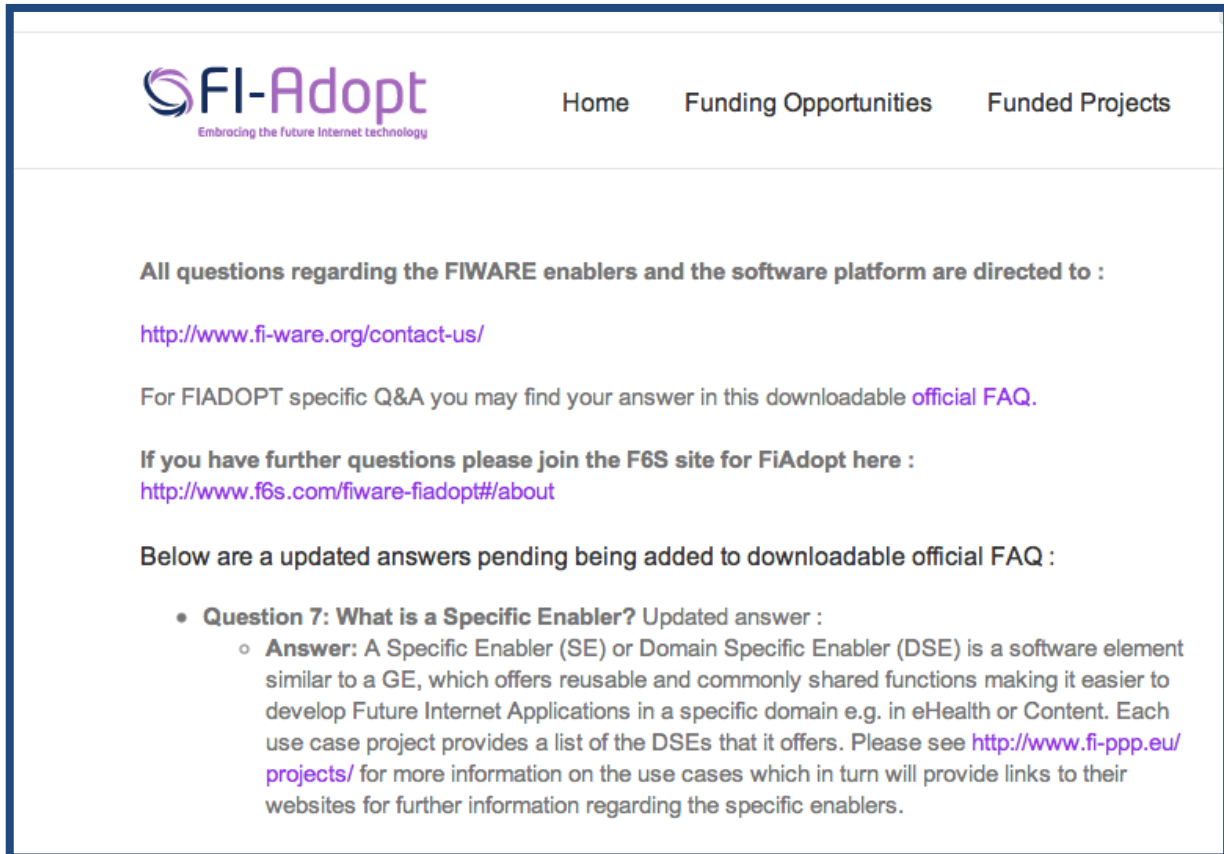 FI-Adopt
Embracing the future Internet technology
Home Funding Opportunities Funded Projects
All questions regarding the FIWARE enablers and the software platform are directed to :
http://www.fi-ware.org/contact-us/
For FIADOPT specific Q&A you may find your answer in this downloadable official FAQ.
If you have further questions please join the F6S site for FiAdopt here :
http://www.f6s.com/fiware-fiadopt#/about
Below are a updated answers pending being added to downloadable official FAQ :
• Question 7: What is a Specific Enabler? Updated answer :
◦ Answer: A Specific Enabler (SE) or Domain Specific Enabler (DSE) is a software element
similar to a GE, which offers reusable and commonly shared functions making it easier to
develop Future Internet Applications in a specific domain e.g. in eHealth or Content. Each
use case project provides a list of the DSEs that it offers. Please see http://www.fi-ppp.eu/
projects/ for more information on the use cases which in turn will provide links to their
websites for further information regarding the specific enablers.